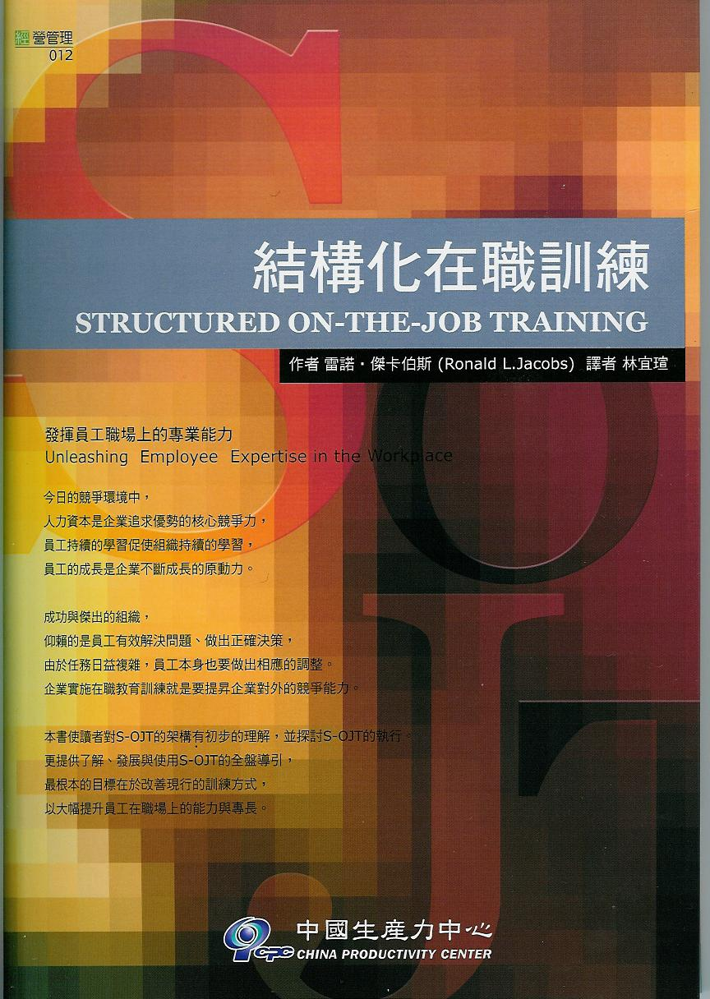 經營管理
012
結構化在職訓練
STRUCTURED ON-THE-JOB TRAINING
作者 雷諾·傑卡伯斯 (Ronald L.Jacobs) 譯者 林宜瑄
發揮員工職場上的專業能力
Unleashing Employee Expertise in the Workplace
今日的競爭環境中，
人力資本是企業追求優勢的核心競爭力，
員工持續的學習促使組織持續的學習，
員工的成長是企業不斷成長的原動力。
成功與傑出的組織，
仰賴的是員工有效解決問題、做出正確決策，
由於任務日益複雜，員工本身也要做出相應的調整。
企業實施在職教育訓練就是要提昇企業對外的競爭能力。
本書使讀者對S-OJT的架構有初步的理解，並探討S-OJT的執行。
更提供了解、發展與使用S-OJT的全盤導引，
最根本的目標在於改善現行的訓練方式，
以大幅提升員工在職場上的能力與專長。
SOJT
CPC
中國生產力中心
CHINA PRODUCTIVITY CENTER